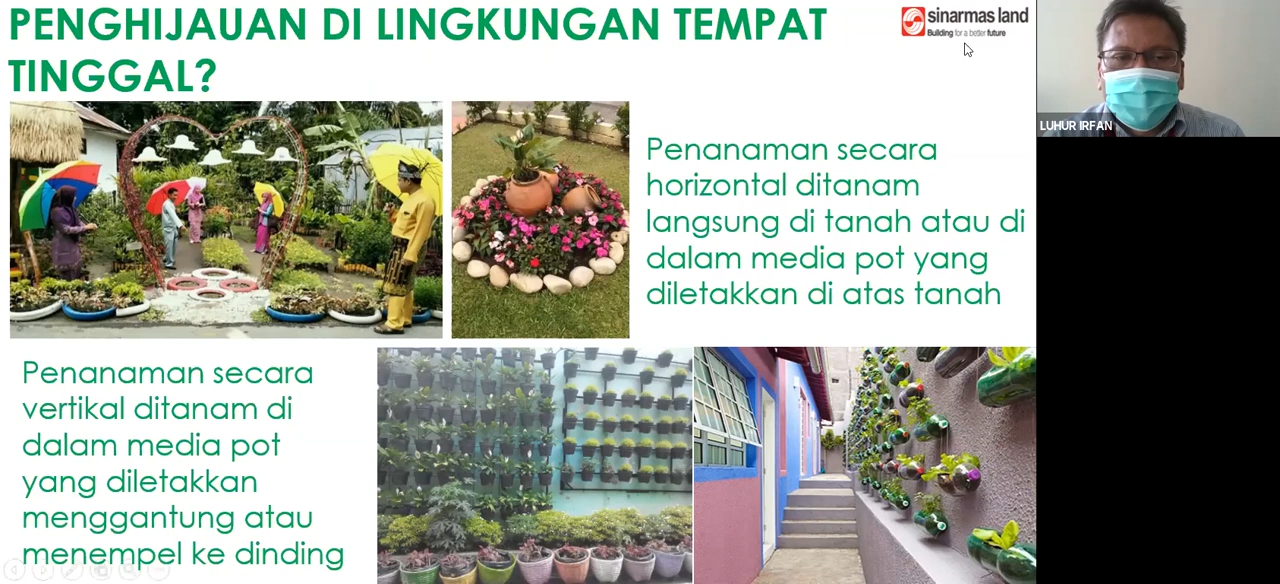 PENGHIJAUAN DI LINGKUNGAN TEMPAT
TINGGAL?
sinarmas land
Building for a better future
LUHUR IRFAN
Penanaman secara
horizontal ditanam
langsung di tanah atau di
dalam media pot yang
diletakkan di atas tanah
Penanaman secara
vertikal ditanam di
dalam media pot
yang diletakkan
menggantung atau
menempel ke dinding